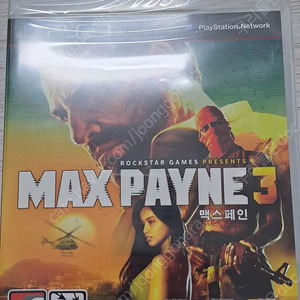 PlayStation Network
ROCKSTAR GAMES PRESENTS
MAX PAYNE 3
맥스페인